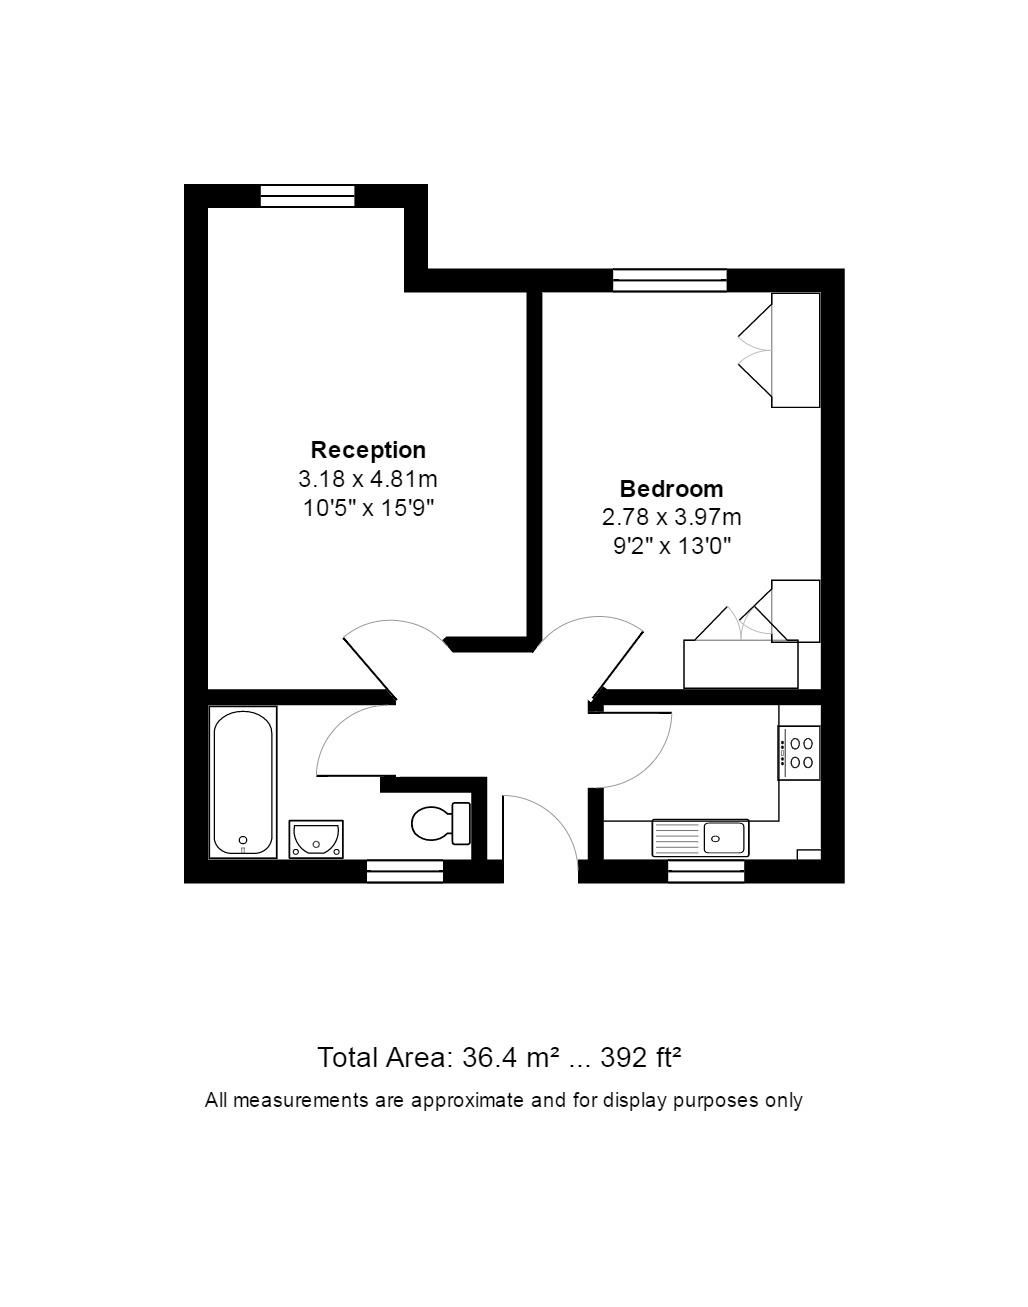 Reception
3.18 x 4.81m
10'5" x 15'9"
Bedroom
2.78 x 3.97m
9'2" x 13'0"
Total Area: 36.4 m² ... 392 ft²
All measurements are approximate and for display purposes only